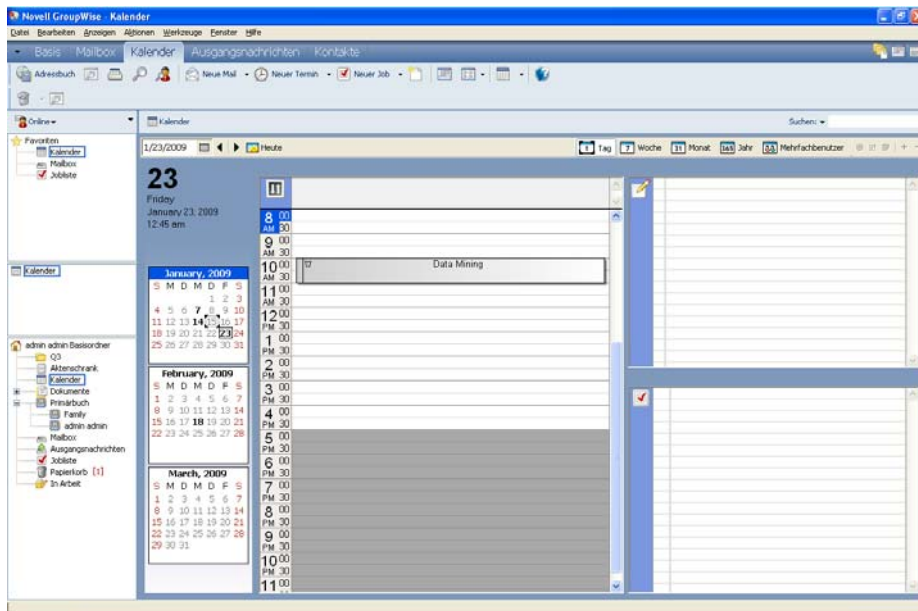 Novell GroupWise - Kalender
Datei Bearbeiten Anzeigen Aktionen Werkzeuge Fenster Hilfe
Basis Mailbox Kalender Ausgangsnachrichten Kontakte
Adressbuch Neue Mail Neuer Termin Neuer Job
Online Kalender Suchen:
Favoriten
Kalender
Mailbox
Jobliste
1/23/2009 Heute 1 Tag 7 Woche 31 Monat 365 Jahr Mehrfachbenutzer
23
Friday
January 23, 2009
12:45 am
Kalender
January, 2009
S M D M D F S
1 2 3
4 5 6 7 8 9 10
11 12 13 14 15 16 17
18 19 20 21 22 23 24
25 26 27 28 29 30 31
February, 2009
S M D M D F S
1 2 3 4 5 6 7
8 9 10 11 12 13 14
15 16 17 18 19 20 21
22 23 24 25 26 27 28
March, 2009
S M D M D F S
1 2 3 4 5 6 7
8 9 10 11 12 13 14
15 16 17 18 19 20 21
22 23 24 25 26 27 28
29 30 31
admin admin Basisordner
Q3
Aktenschrank
Kalender
Dokumente
Primärbuch
Family
admin admin
Mailbox
Ausgangsnachrichten
Jobliste
Papierkorb [1]
In Arbeit
8 00
AM 30
9 00
AM 30
10 00 Data Mining
AM 30
11 00
AM 30
12 00
PM 30
1 00
PM 30
2 00
PM 30
3 00
PM 30
4 00
PM 30
5 00
PM 30
6 00
PM 30
7 00
PM 30
8 00
PM 30
9 00
PM 30
10 00
PM 30
11 00